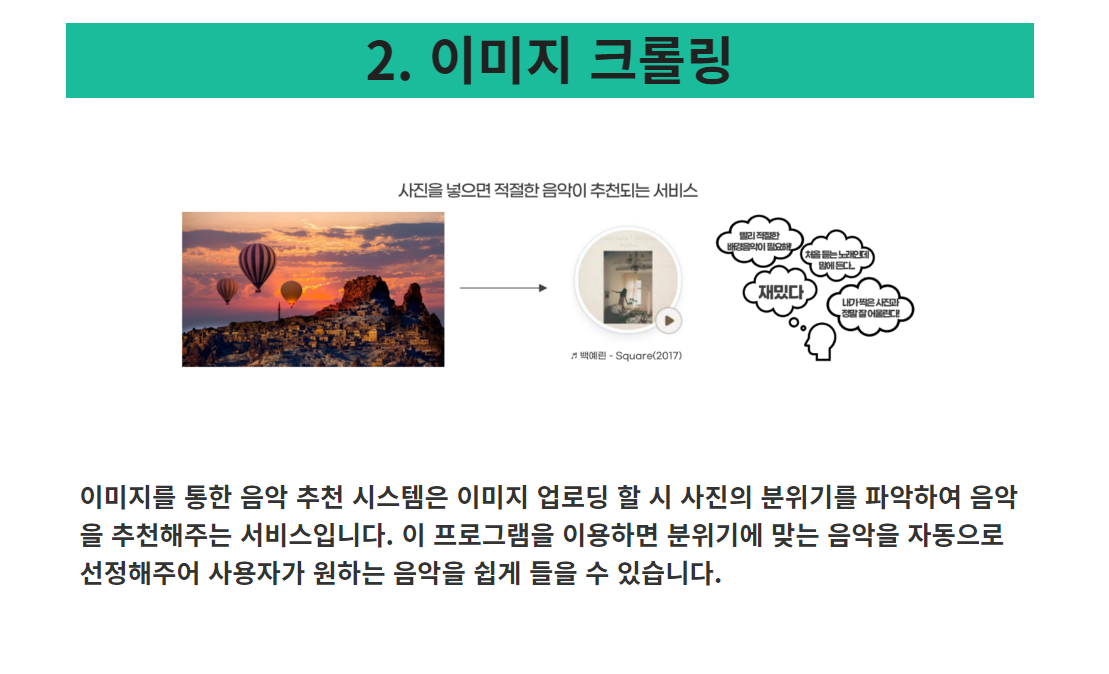 2. 이미지 크롤링
사진을 넣으면 적절한 음악이 추천되는 서비스
빨리 적절한
배경음악이 필요해!
처음 듣는 노래인데
맘에 든다..
재밌다
내가 찍은 사진과
정말 잘 어울린다!
♬ 백예린 - Square(2017)
이미지를 통한 음악 추천 시스템은 이미지 업로딩 할 시 사진의 분위기를 파악하여 음악
을 추천해주는 서비스입니다. 이 프로그램을 이용하면 분위기에 맞는 음악을 자동으로
선정해주어 사용자가 원하는 음악을 쉽게 들을 수 있습니다.